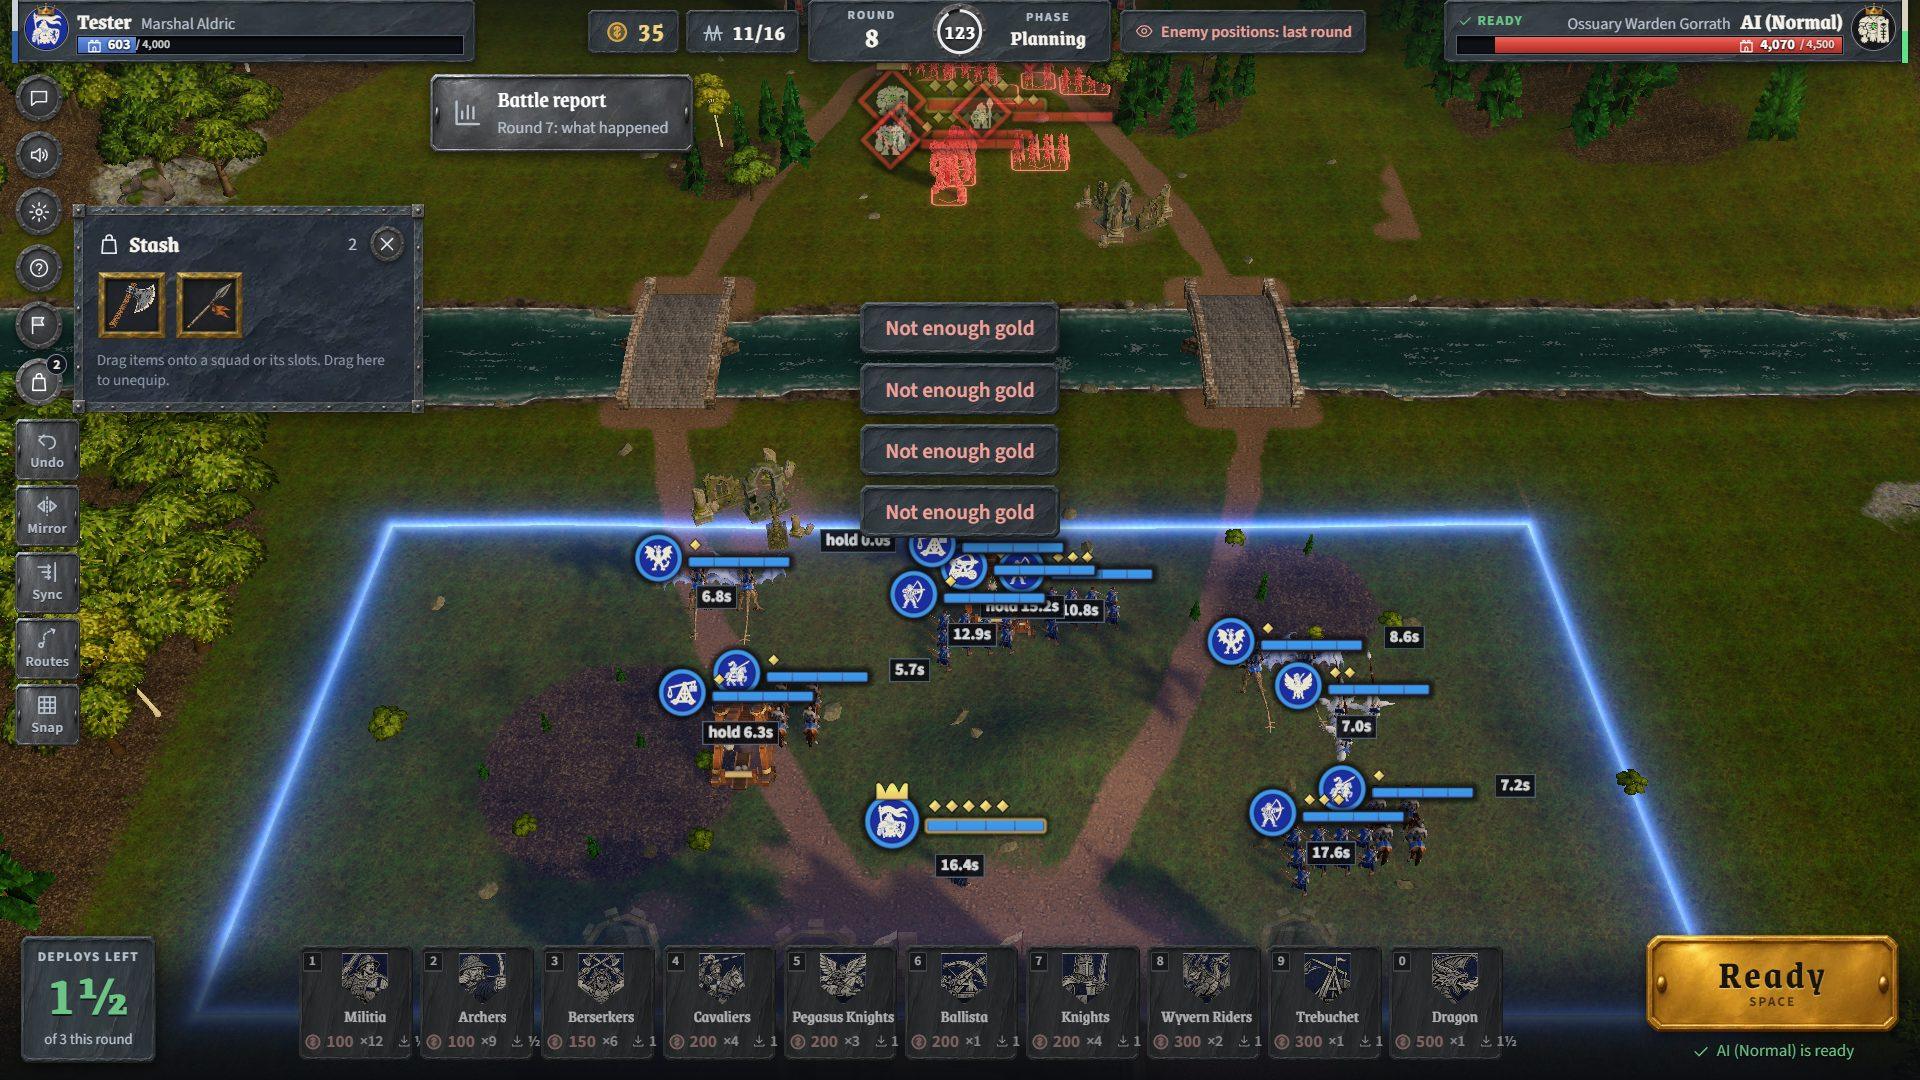 Tester Marshal Aldric
603 / 4,000
35
11/16
ROUND
8
123
PHASE
Planning
Enemy positions: last round
READY
Ossuary Warden Gorrath AI (Normal)
4,070 / 4,500
Battle report
Round 7: what happened
Stash
2
Drag items onto a squad or its slots. Drag here
to unequip.
2
Undo
Mirror
Sync
Routes
Snap
Not enough gold
Not enough gold
Not enough gold
Not enough gold
hold 0.0s
6.8s
hold 15.2s
10.8s
12.9s
8.6s
5.7s
7.0s
hold 6.3s
7.2s
17.6s
16.4s
DEPLOYS LEFT
1½
of 3 this round
1
Militia
100 ×12
2
Archers
100 ×9 ½
3
Berserkers
150 ×6 1
4
Cavaliers
200 ×4 1
5
Pegasus Knights
200 ×3 1
6
Ballista
200 ×1 1
7
Knights
200 ×4 1
8
Wyvern Riders
300 ×2 1
9
Trebuchet
300 ×1 1
0
Dragon
500 ×1 1½
Ready
SPACE
AI (Normal) is ready